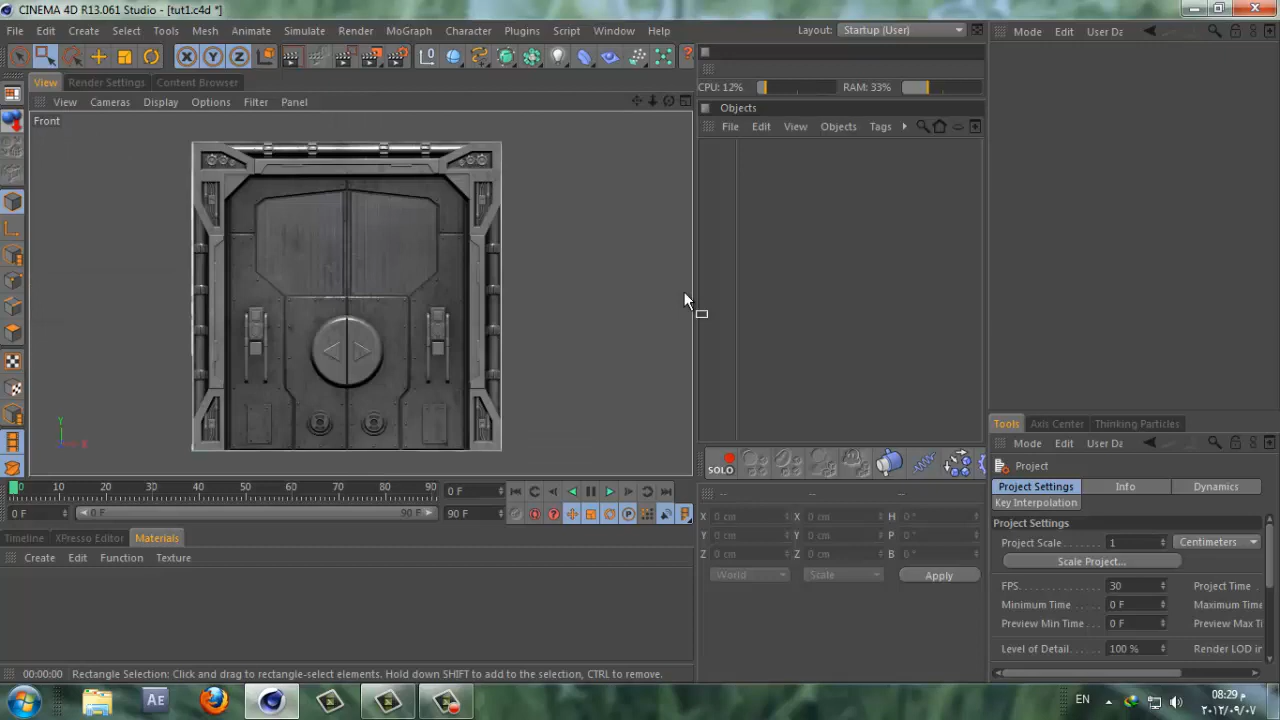 CINEMA 4D R13.061 Studio - [tut1.c4d *]
File Edit Create Select Tools Mesh Animate Simulate Render MoGraph Character Plugins Script Window Help
Layout: Startup (User)
Mode Edit User Da
View Render Settings Content Browser
CPU: 12% RAM: 33%
View Cameras Display Options Filter Panel
Objects
Front
File Edit View Objects Tags
Y
X
Tools Axis Center Thinking Particles
Mode Edit User Da
SOLO
Project
Project Settings Info Dynamics
Key Interpolation
0 10 20 30 40 50 60 70 80 90
0 F
0 F 0 F 90 F 90 F
-- -- --
X 0 cm X 0 cm H 0 °
Y 0 cm Y 0 cm P 0 °
Z 0 cm Z 0 cm B 0 °
World Scale Apply
Project Settings
Project Scale 1 Centimeters
Scale Project...
FPS 30 Project Time
Minimum Time 0 F Maximum Time
Preview Min Time 0 F Preview Max Ti
Level of Detail 100 % Render LOD in
Timeline XPresso Editor Materials
Create Edit Function Texture
00:00:00 Rectangle Selection: Click and drag to rectangle-select elements. Hold down SHIFT to add to the selection, CTRL to remove.
Ae
EN
08:29 م
٢٠١٢/٠٩/٠٧